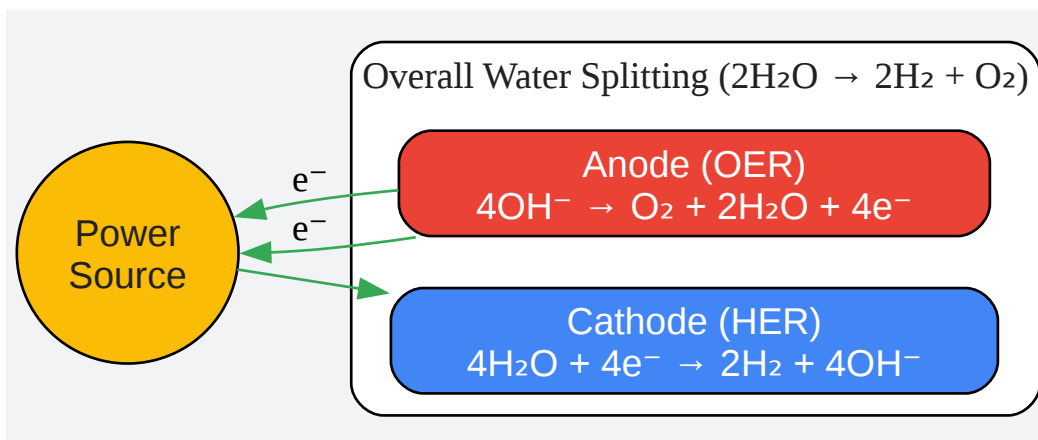 Overall Water Splitting (2H₂O → 2H₂ + O₂)
Anode (OER)
4OH⁻ → O₂ + 2H₂O + 4e⁻
e⁻
e⁻
Power
Source
Cathode (HER)
4H₂O + 4e⁻ → 2H₂ + 4OH⁻